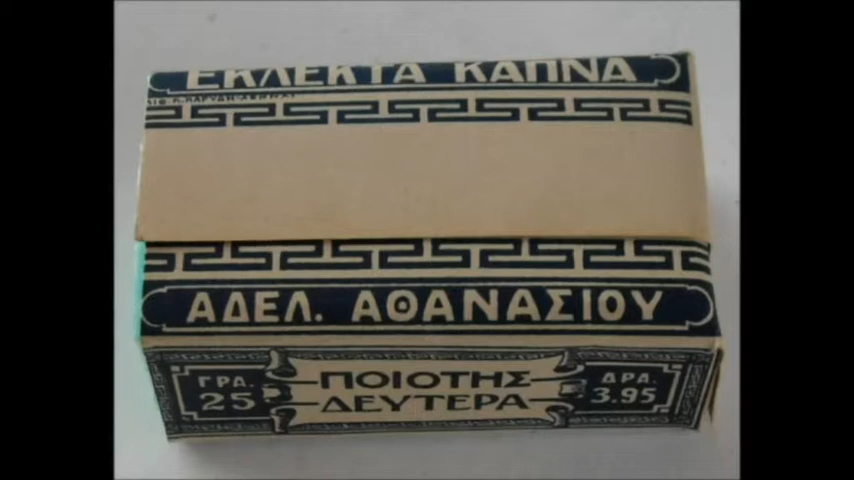 ΕΚΛΕΚΤΑ ΚΑΠΝΑ
ΑΔΕΛ. ΑΘΑΝΑΣΙΟΥ
ΓΡΑ.
25
ΠΟΙΟΤΗΣ
ΔΕΥΤΕΡΑ
ΔΡΑ.
3.95